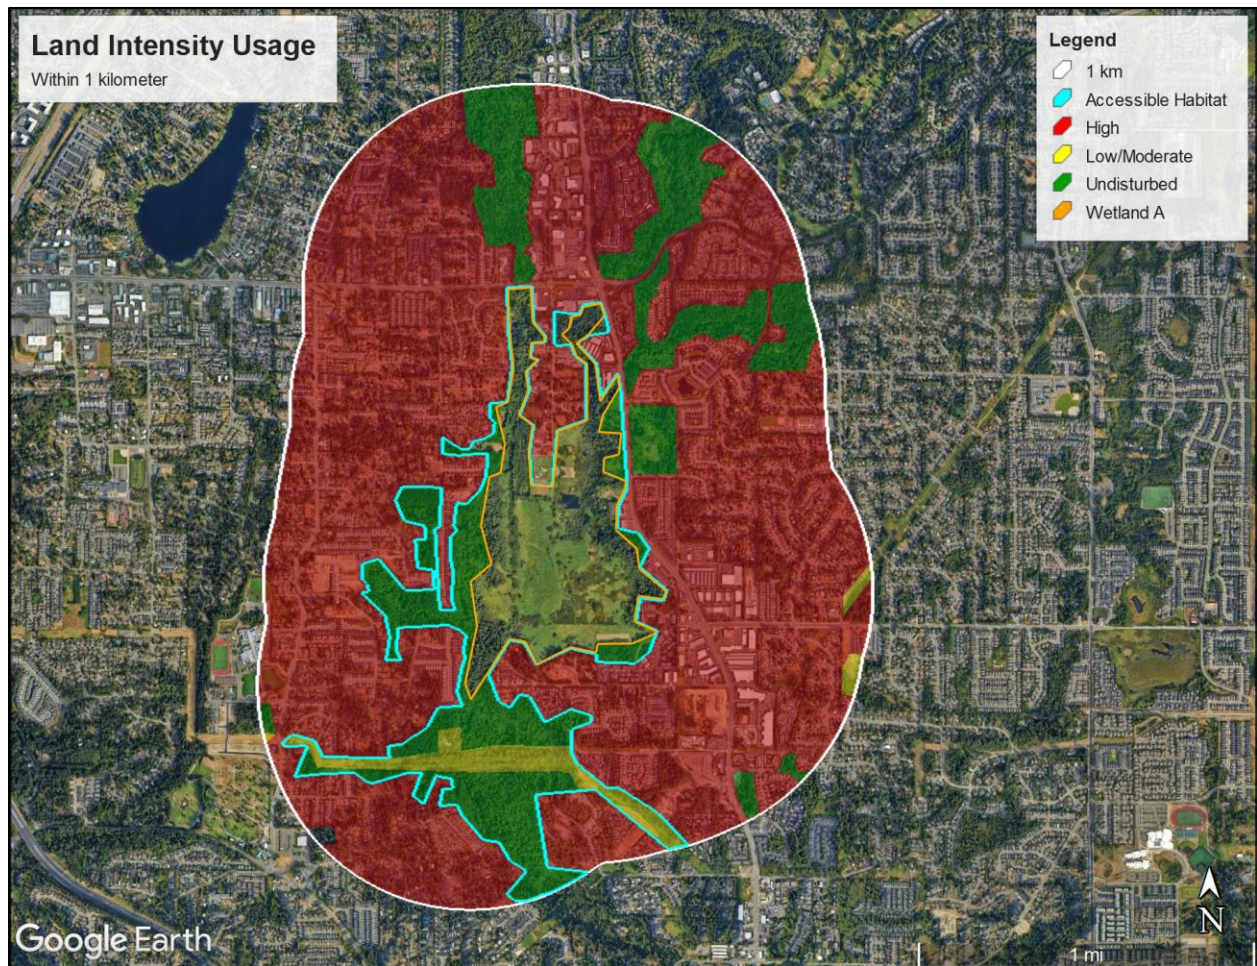 Land Intensity Usage
Within 1 kilometer
Legend
1 km
Accessible Habitat
High
Low/Moderate
Undisturbed
Wetland A
N
Google Earth
1 mi